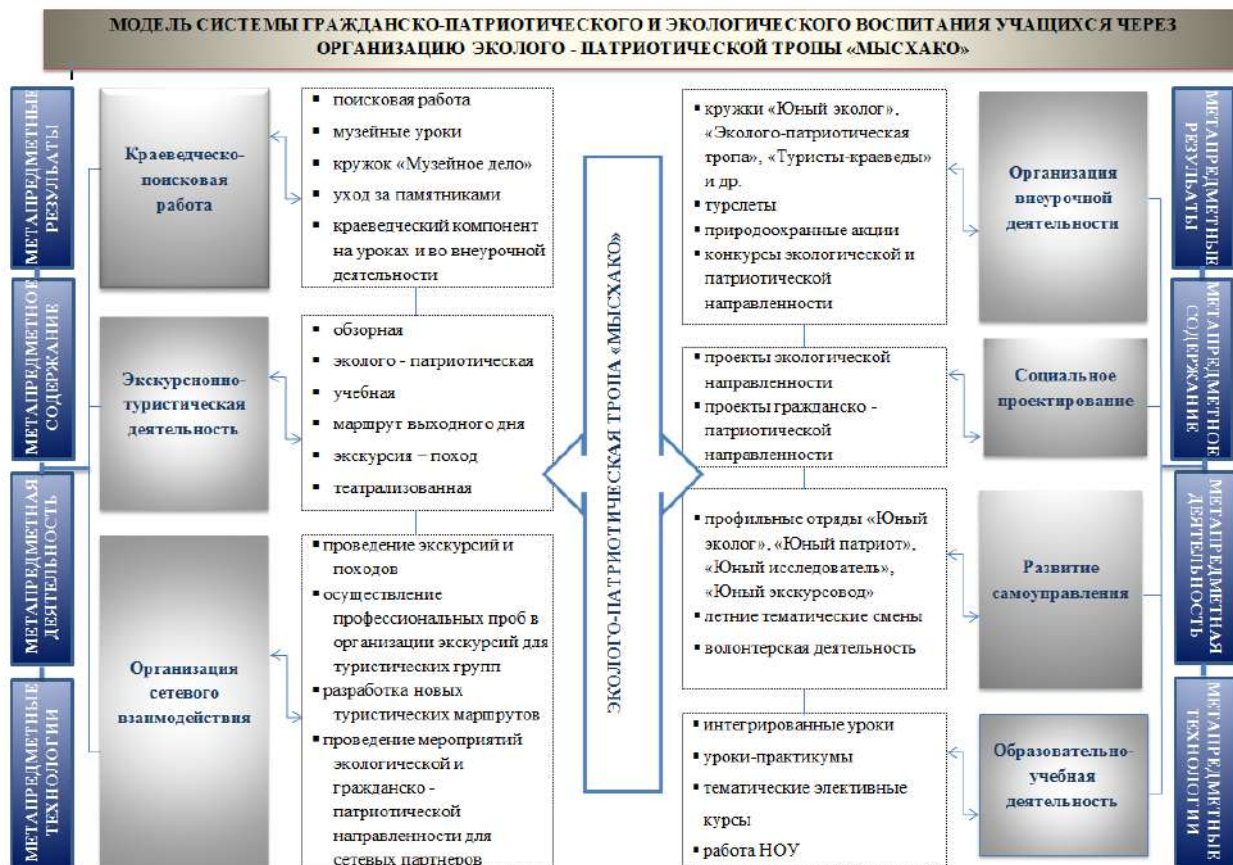 МОДЕЛЬ СИСТЕМЫ ГРАЖДАНСКО-ПАТРИОТИЧЕСКОГО И ЭКОЛОГИЧЕСКОГО ВОСПИТАНИЯ УЧАЩИХСЯ ЧЕРЕЗ
ОРГАНИЗАЦИЮ ЭКОЛОГО - ПАТРИОТИЧЕСКОЙ ТРОПЫ «МЫСХАКО»
МЕТАПРЕДМЕТНЫЕ
РЕЗУЛЬАТЫ
МЕТАПРЕДМЕТНОЕ
СОДЕРЖАНИЕ
МЕТАПРЕДМЕТНАЯ
ДЕЯТЕЛЬНОСТЬ
МЕТАПРЕДМЕТНЫЕ
ТЕХНОЛОГИИ
Краеведческо-
поисковая
работа
▪ поисковая работа
▪ музейные уроки
▪ кружок «Музейное дело»
▪ уход за памятниками
▪ краеведческий компонент
на уроках и во внеурочной
деятельности
Экскурсионно-
туристическая
деятельность
▪ обзорная
▪ эколого - патриотическая
▪ учебная
▪ маршрут выходного дня
▪ экскурсия – поход
▪ театрализованная
Организация
сетевого
взаимодействия
▪ проведение экскурсий и
походов
▪ осуществление
профессиональных проб в
организации экскурсий для
туристических групп
▪ разработка новых
туристических маршрутов
▪ проведение мероприятий
экологической и
гражданско -
патриотической
направленности для
сетевых партнеров
ЭКОЛОГО-ПАТРИОТИЧЕСКАЯ ТРОПА «МЫСХАКО»
▪ кружки «Юный эколог»,
«Эколого-патриотическая
тропа», «Туристы-краеведы»
и др.
▪ турслеты
▪ природоохранные акции
▪ конкурсы экологической и
патриотической
направленности
Организация
внеурочной
деятельности
▪ проекты экологической
направленности
▪ проекты гражданско -
патриотической
направленности
Социальное
проектирование
▪ профильные отряды «Юный
эколог», «Юный патриот»,
«Юный исследователь»,
«Юный экскурсовод»
▪ летние тематические смены
▪ волонтерская деятельность
Развитие
самоуправления
▪ интегрированные уроки
▪ уроки-практикумы
▪ тематические элективные
курсы
▪ работа НОУ
Образовательно-
учебная
деятельность
МЕТАПРЕДМЕТНЫЕ
РЕЗУЛЬАТЫ
МЕТАПРЕДМЕТНОЕ
СОДЕРЖАНИЕ
МЕТАПРЕДМЕТНАЯ
ДЕЯТЕЛЬНОСТЬ
МЕТАПРЕДМЕТНЫЕ
ТЕХНОЛОГИИ